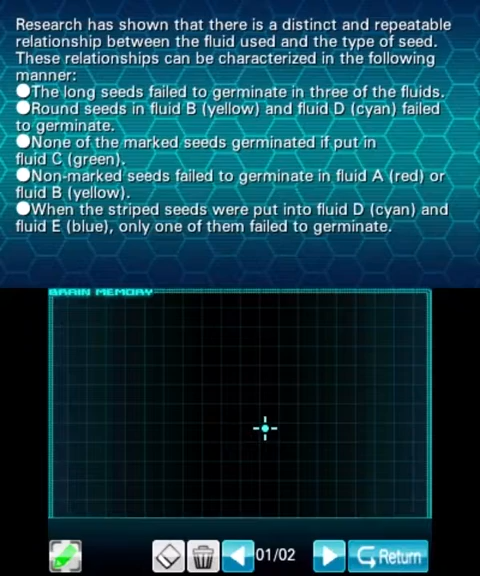 Research has shown that there is a distinct and repeatable
relationship between the fluid used and the type of seed.
These relationships can be characterized in the following
manner:
●The long seeds failed to germinate in three of the fluids.
●Round seeds in fluid B (yellow) and fluid D (cyan) failed
to germinate.
●None of the marked seeds germinated if put in
fluid C (green).
●Non-marked seeds failed to germinate in fluid A (red) or
fluid B (yellow).
●When the striped seeds were put into fluid D (cyan) and
fluid E (blue), only one of them failed to germinate.
BRAIN MEMORY
01/02
Return